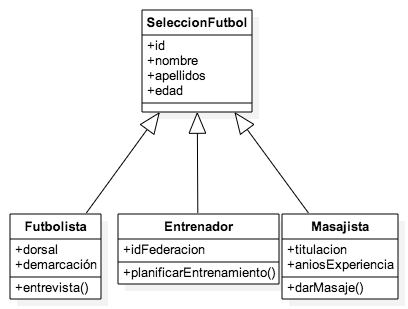 SeleccionFutbol
+id
+nombre
+apellidos
+edad
Futbolista
+dorsal
+demarcación
+entrevista()
Entrenador
+idFederacion
+planificarEntrenamiento()
Masajista
+titulacion
+aniosExperiencia
+darMasaje()